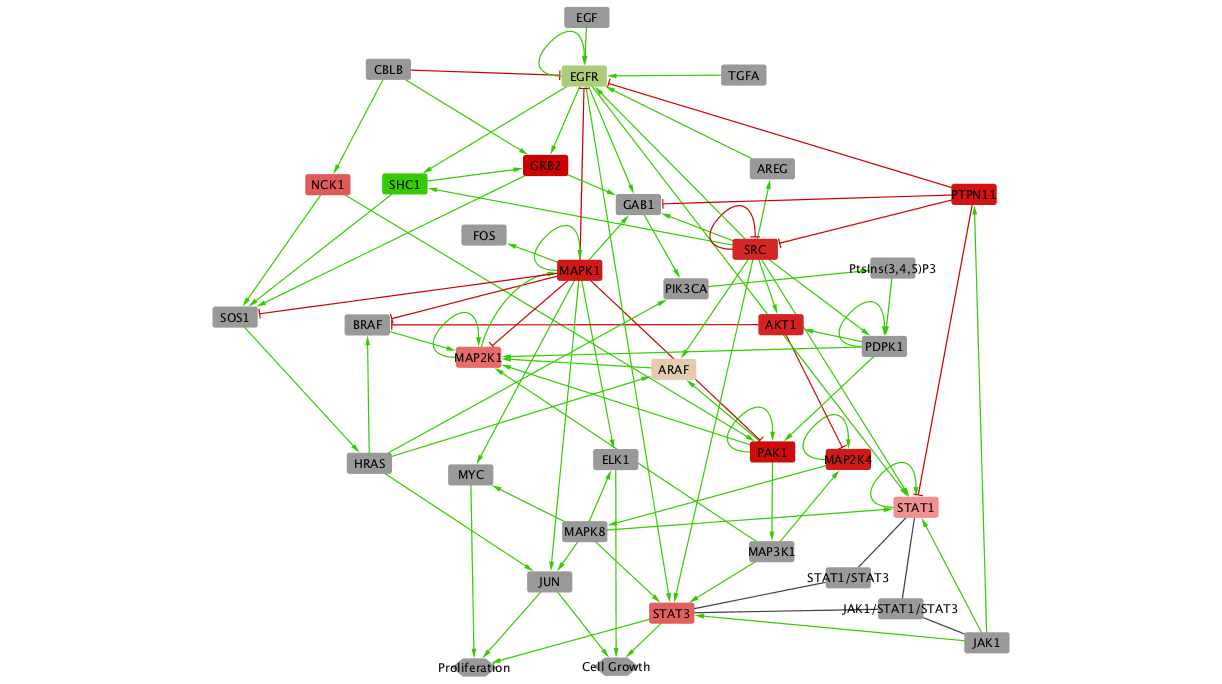 EGF
CBLB
EGFR
TGFA
GRB2
AREG
NCK1
SHC1
PTPN11
GAB1
FOS
SRC
MAPK1
PtsIns(3,4,5)P3
PIK3CA
SOS1
BRAF
AKT1
PDPK1
MAP2K1
ARAF
PAK1
MAP2K4
ELK1
HRAS
MYC
STAT1
MAPK8
MAP3K1
STAT1/STAT3
JUN
JAK1/STAT1/STAT3
STAT3
JAK1
Proliferation
Cell Growth